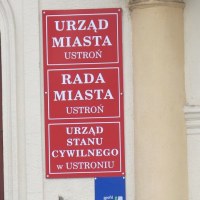 URZĄD
MIASTA
USTROŃ
RADA
MIASTA
USTROŃ
URZĄD
STANU
CYWILNEGO
W USTRONIU